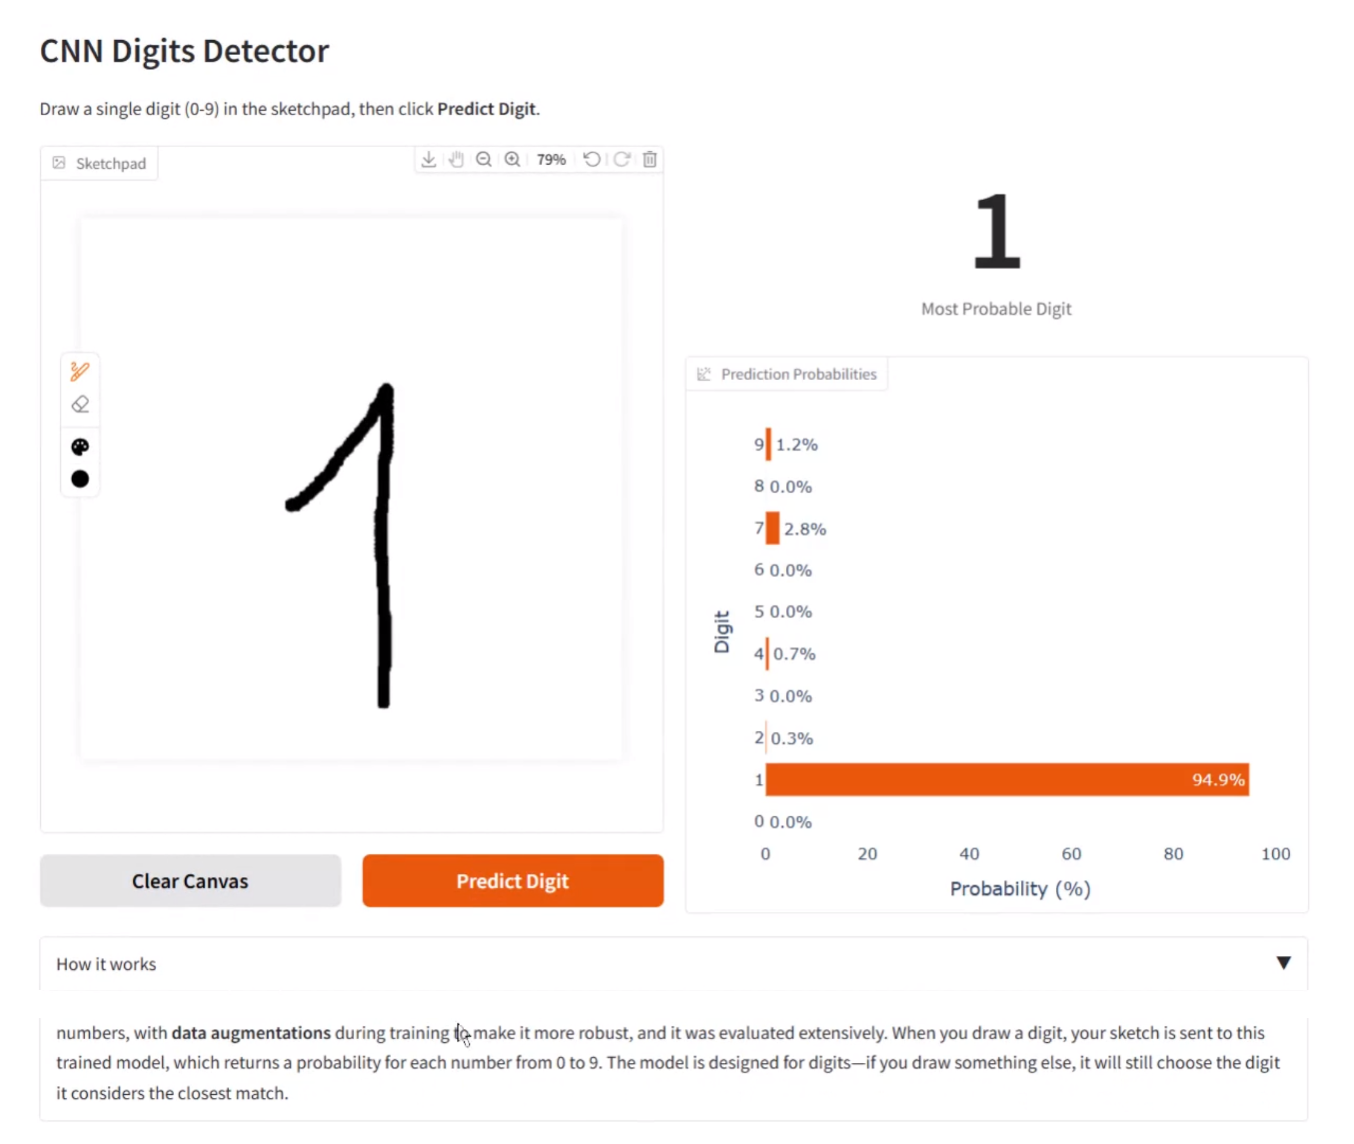 CNN Digits Detector
Draw a single digit (0-9) in the sketchpad, then click Predict Digit.
Sketchpad
79%
1
Most Probable Digit
Prediction Probabilities
9 1.2%
8 0.0%
7 2.8%
6 0.0%
5 0.0%
4 0.7%
3 0.0%
2 0.3%
1 94.9%
0 0.0%
Digit
0 20 40 60 80 100
Probability (%)
1
Clear Canvas
Predict Digit
How it works
numbers, with data augmentations during training to make it more robust, and it was evaluated extensively. When you draw a digit, your sketch is sent to this
trained model, which returns a probability for each number from 0 to 9. The model is designed for digits—if you draw something else, it will still choose the digit
it considers the closest match.